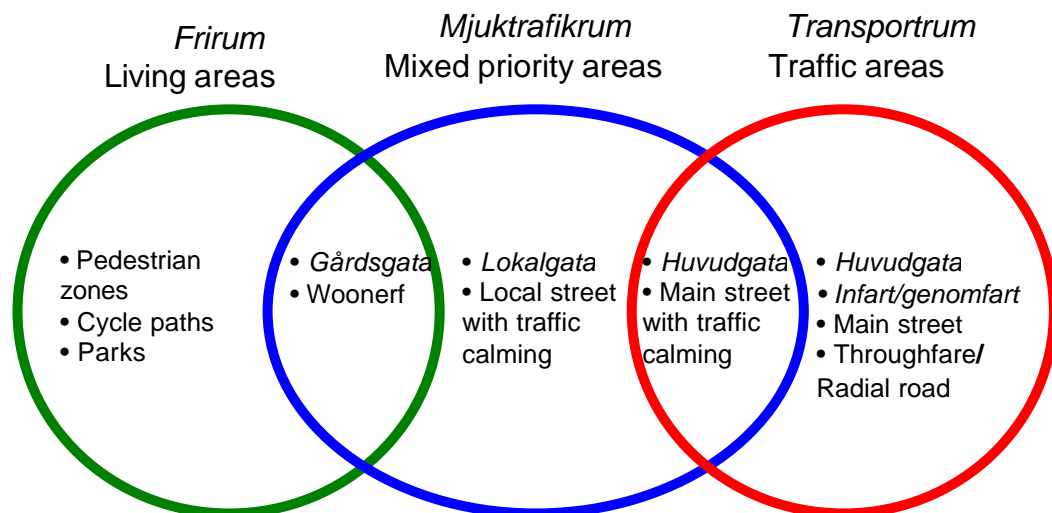 Frirum
Living areas
Mjuktrafikrum
Mixed priority areas
Transportrum
Traffic areas
• Pedestrian
zones
• Cycle paths
• Parks
• Gårdsgata
• Woonerf
• Lokalgata
• Local street
with traffic
calming
• Huvudgata
• Main street
with traffic
calming
• Huvudgata
• Infart/genomfart
• Main street
• Throughfare/
Radial road